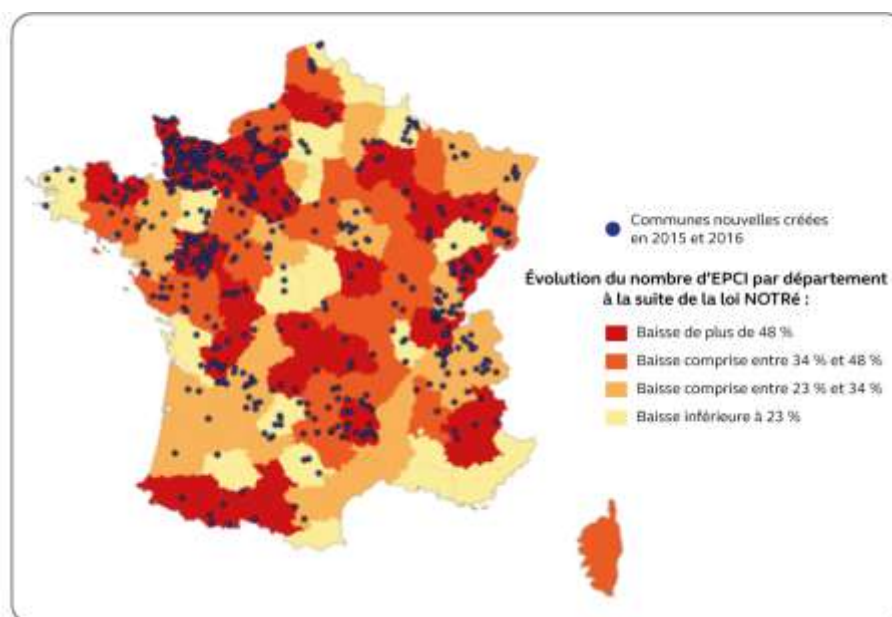 Communes nouvelles créées
en 2015 et 2016
Évolution du nombre d'EPCI par département
à la suite de la loi NOTRé :
Baisse de plus de 48 %
Baisse comprise entre 34 % et 48 %
Baisse comprise entre 23 % et 34 %
Baisse inférieure à 23 %